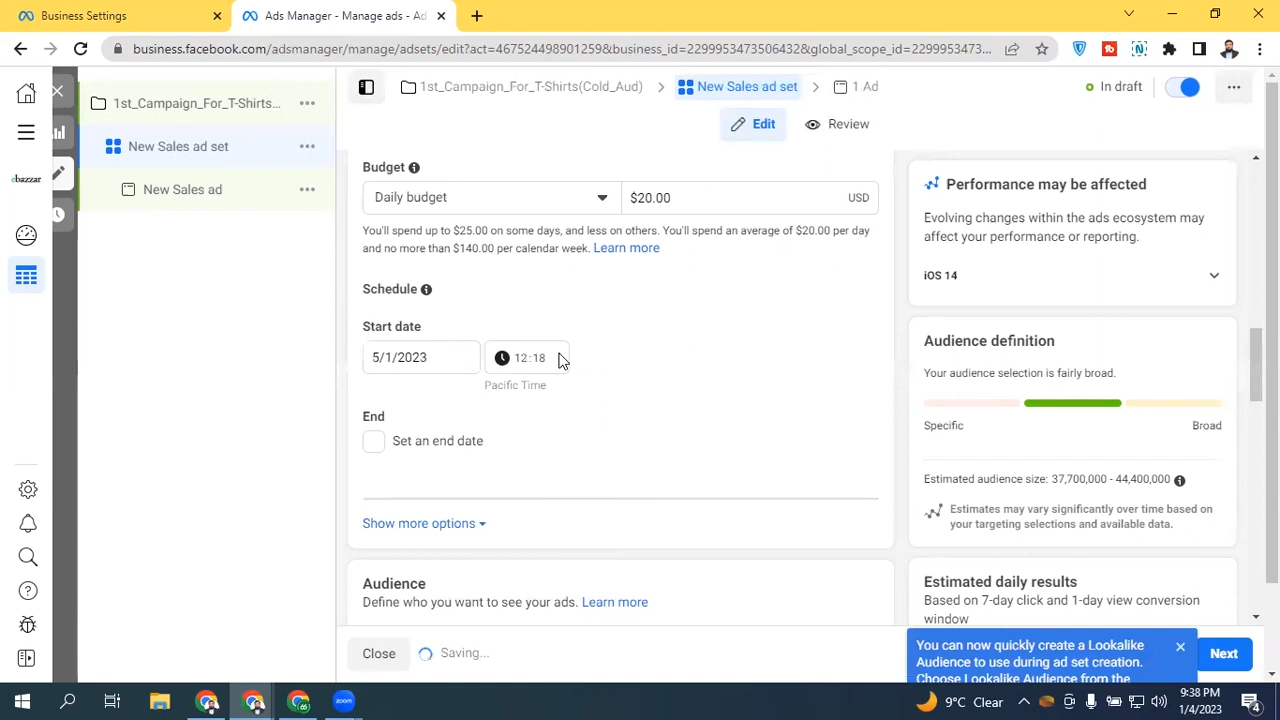 Business Settings
Ads Manager - Manage ads - Ad
business.facebook.com/adsmanager/manage/adsets/edit?act=467524498901259&business_id=2299953473506432&global_scope_id=2299953473...
1st_Campaign_For_T-Shirts...
New Sales ad set
New Sales ad
ebazzar
1st_Campaign_For_T-Shirts(Cold_Aud)
New Sales ad set
1 Ad
In draft
Edit
Review
Budget
Daily budget
$20.00
USD
You'll spend up to $25.00 on some days, and less on others. You'll spend an average of $20.00 per day
and no more than $140.00 per calendar week. Learn more
Schedule
Start date
5/1/2023
12:18
Pacific Time
End
Set an end date
Show more options
Audience
Define who you want to see your ads. Learn more
Performance may be affected
Evolving changes within the ads ecosystem may
affect your performance or reporting.
iOS 14
Audience definition
Your audience selection is fairly broad.
Specific
Broad
Estimated audience size: 37,700,000 - 44,400,000
Estimates may vary significantly over time based on
your targeting selections and available data.
Estimated daily results
Based on 7-day click and 1-day view conversion
window
You can now quickly create a Lookalike
Audience to use during ad set creation.
Choose Lookalike Audience from the
Close
Saving...
Next
9°C Clear
9:38 PM
1/4/2023
4